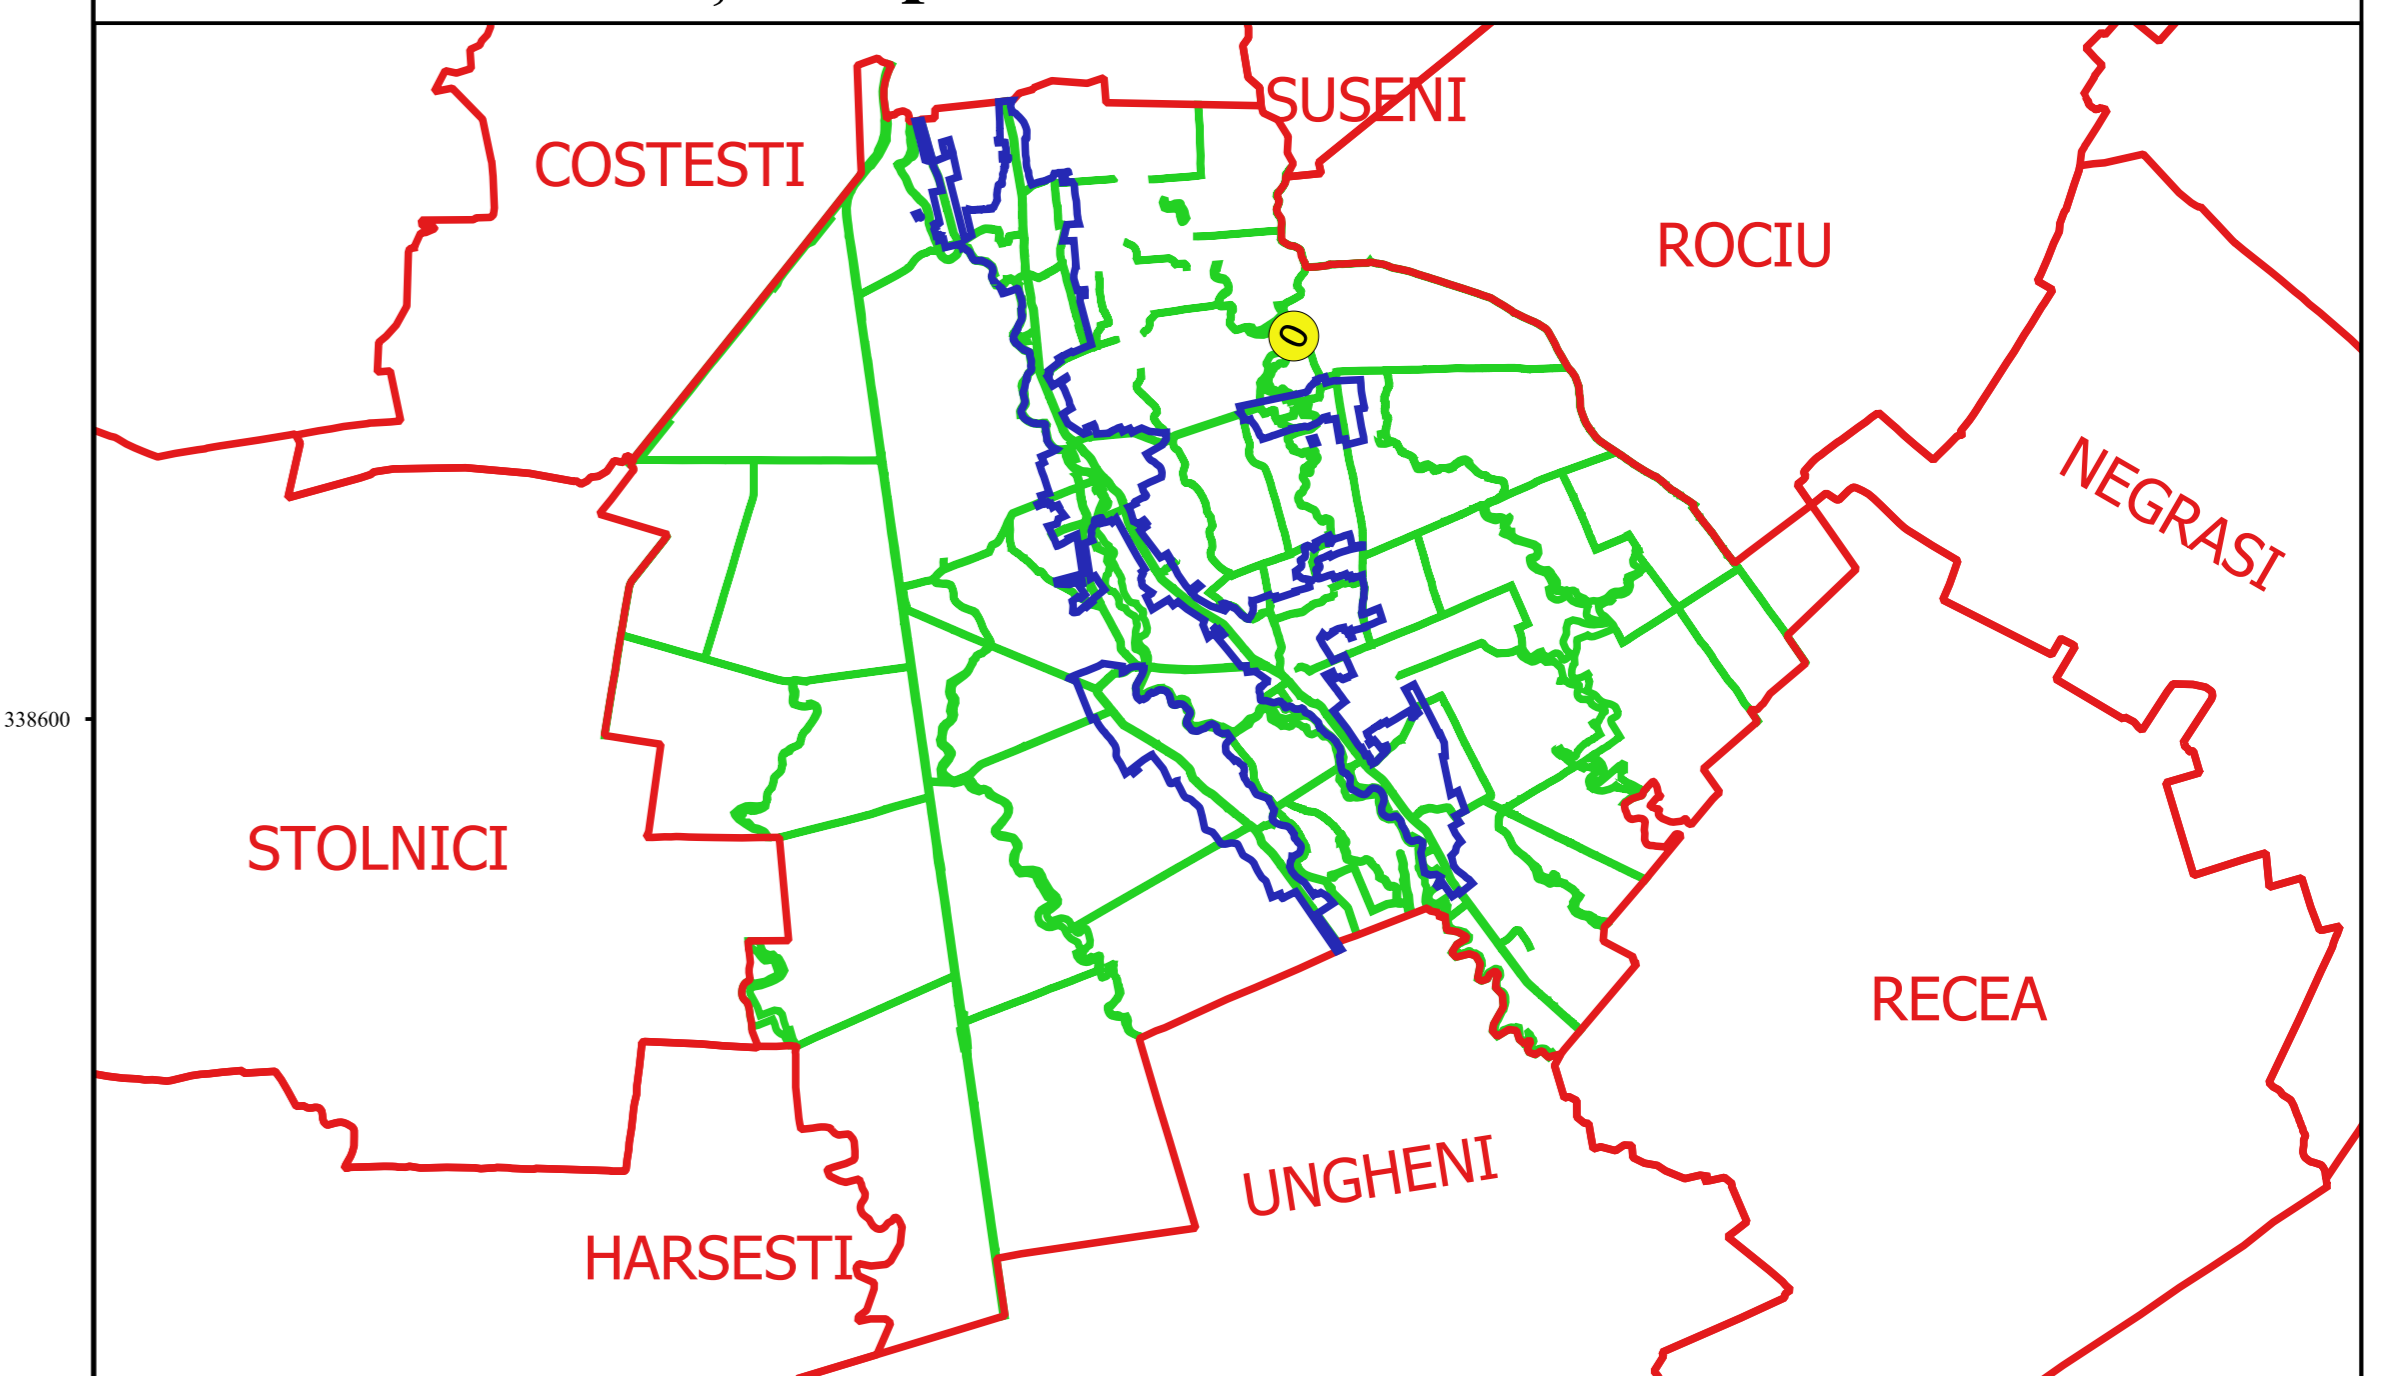 SUSENI
COSTESTI
ROCIU
0
NEGRASI
338600
STOLNICI
RECEA
UNGHENI
HARSESTI